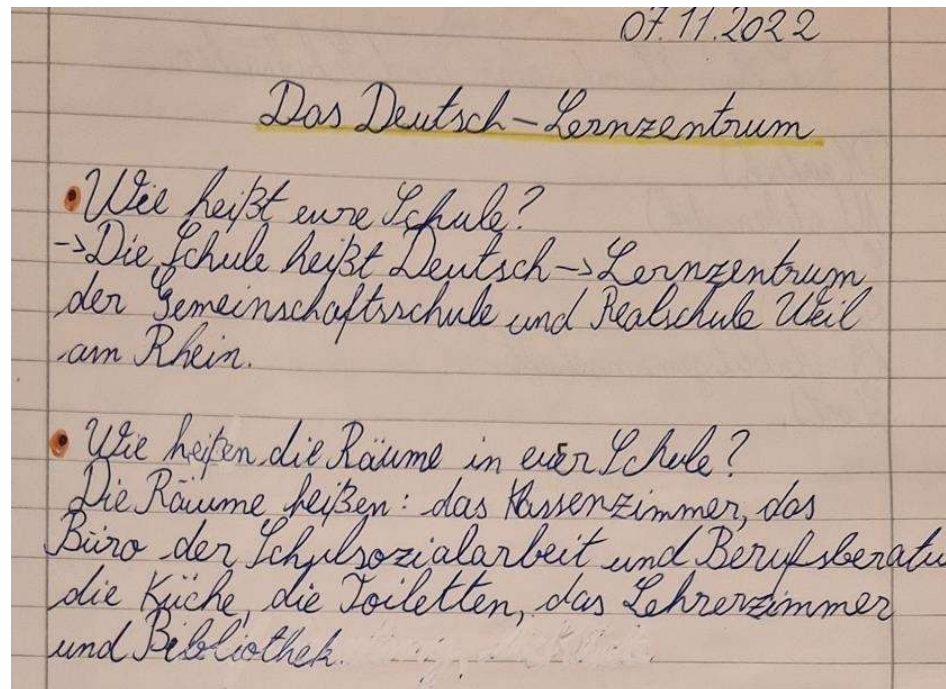 07.11.2022
Das Deutsch-Lernzentrum
• Wie heißt eure Schule?
-> Die Schule heißt Deutsch -> Lernzentrum
der Gemeinschaftsschule und Realschule Weil
am Rhein.
• Wie heißen die Räume in euer Schule?
Die Räume heißen: das Klassenzimmer, das
Büro der Schulsozialarbeit und Berufsberatu
die Küche, die Toiletten, das Lehrerzimmer
und Bibliothek.